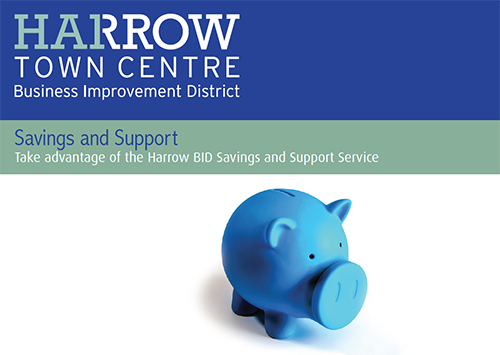 HARROW
TOWN CENTRE
Business Improvement District
Savings and Support
Take advantage of the Harrow BID Savings and Support Service